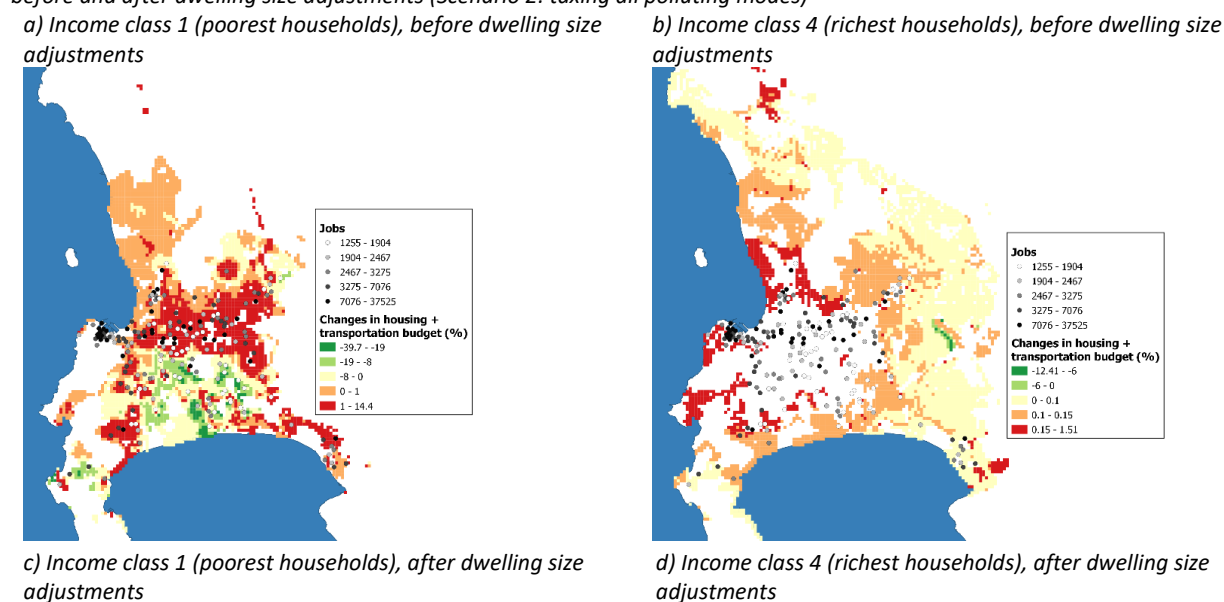 before and after dwelling size adjustments (Scenario 2: taxing all polluting modes)
a) Income class 1 (poorest households), before dwelling size
adjustments
b) Income class 4 (richest households), before dwelling size
adjustments
Jobs
1255 - 1904
1904 - 2467
2467 - 3275
3275 - 7076
7076 - 37525
Changes in housing +
transportation budget (%)
-39.7 - -19
-19 - -8
-8 - 0
0 - 1
1 - 14.4
Jobs
1255 - 1904
1904 - 2467
2467 - 3275
3275 - 7076
7076 - 37525
Changes in housing +
transportation budget (%)
-12.41 - -6
-6 - 0
0 - 0.1
0.1 - 0.15
0.15 - 1.51
c) Income class 1 (poorest households), after dwelling size
adjustments
d) Income class 4 (richest households), after dwelling size
adjustments